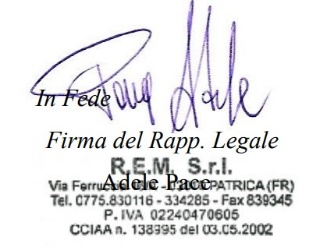 In Fede
Firma del Rapp. Legale
R.E.M. S.r.l.
Adele Pace
Via PATRICA (FR)
Tel. 0775.830116 - 334285 - Fax 839345
P. IVA 02240470605
CCIAA n. 138995 del 03.05.2002